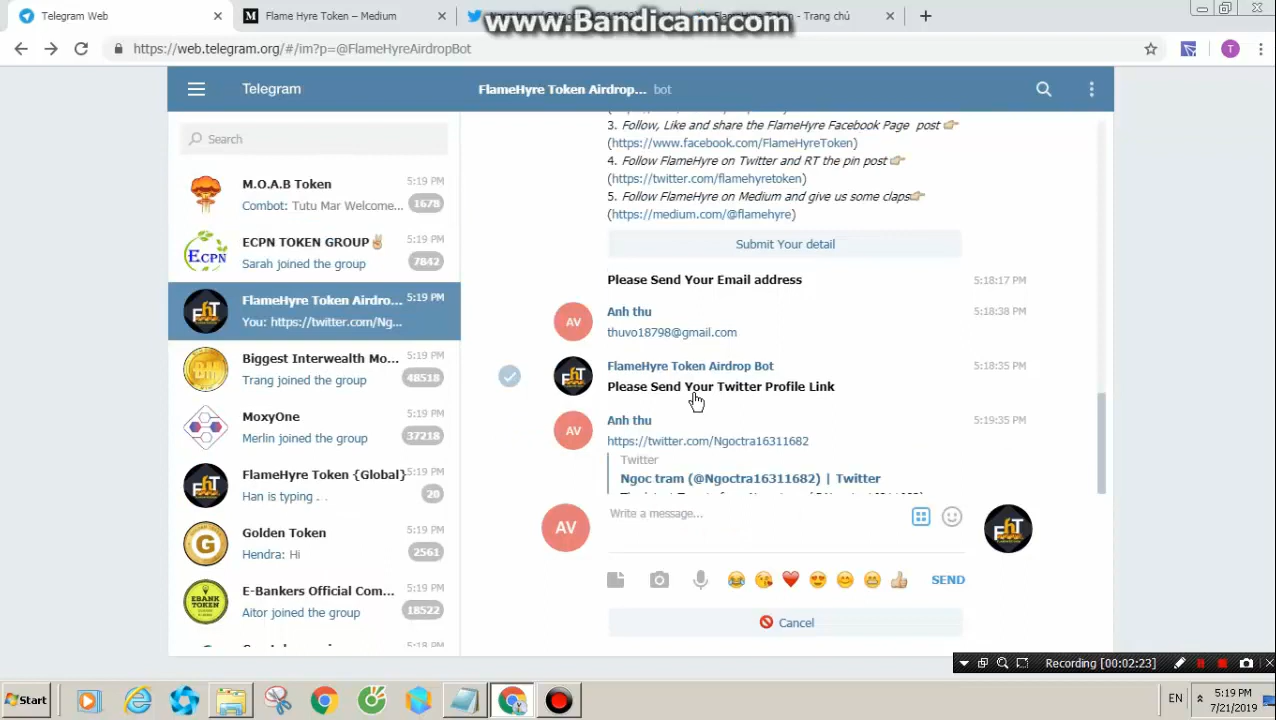 Telegram Web
Flame Hyre Token – Medium
Trang chủ
www.Bandicam.com
https://web.telegram.org/#/im?p=@FlameHyreAirdropBot
T
Telegram
FlameHyre Token Airdrop... bot
Search
M.O.A.B Token 5:19 PM
Combot: Tutu Mar Welcome... 1678
ECPN TOKEN GROUP✌ 5:19 PM
ECPN
Sarah joined the group 7842
FlameHyre Token Airdro... 5:19 PM
You: https://twitter.com/Ng...
Biggest Interwealth Mo... 5:19 PM
Trang joined the group 48518
MoxyOne 5:19 PM
Merlin joined the group 37218
FlameHyre Token {Global} 5:19 PM
Han is typing . . 20
Golden Token 5:19 PM
Hendra: Hi 2561
E-Bankers Official Com... 5:19 PM
EBANK
TOKEN
Aitor joined the group 18522
5:18 PM
3. Follow, Like and share the FlameHyre Facebook Page post 👉
(https://www.facebook.com/FlameHyreToken)
4. Follow FlameHyre on Twitter and RT the pin post 👉
(https://twitter.com/flamehyretoken)
5. Follow FlameHyre on Medium and give us some claps👉
(https://medium.com/@flamehyre)
Submit Your detail
Please Send Your Email address 5:18:17 PM
AV
Anh thu 5:18:38 PM
thuvo18798@gmail.com
FhT
FlameHyre Token Airdrop Bot 5:18:35 PM
Please Send Your Twitter Profile Link
AV
Anh thu 5:19:35 PM
https://twitter.com/Ngoctra16311682
Twitter
Ngoc tram (@Ngoctra16311682) | Twitter
AV
Write a message...
FhT
SEND
Cancel
Recording [00:02:23]
Start
EN
5:19 PM
7/21/2019